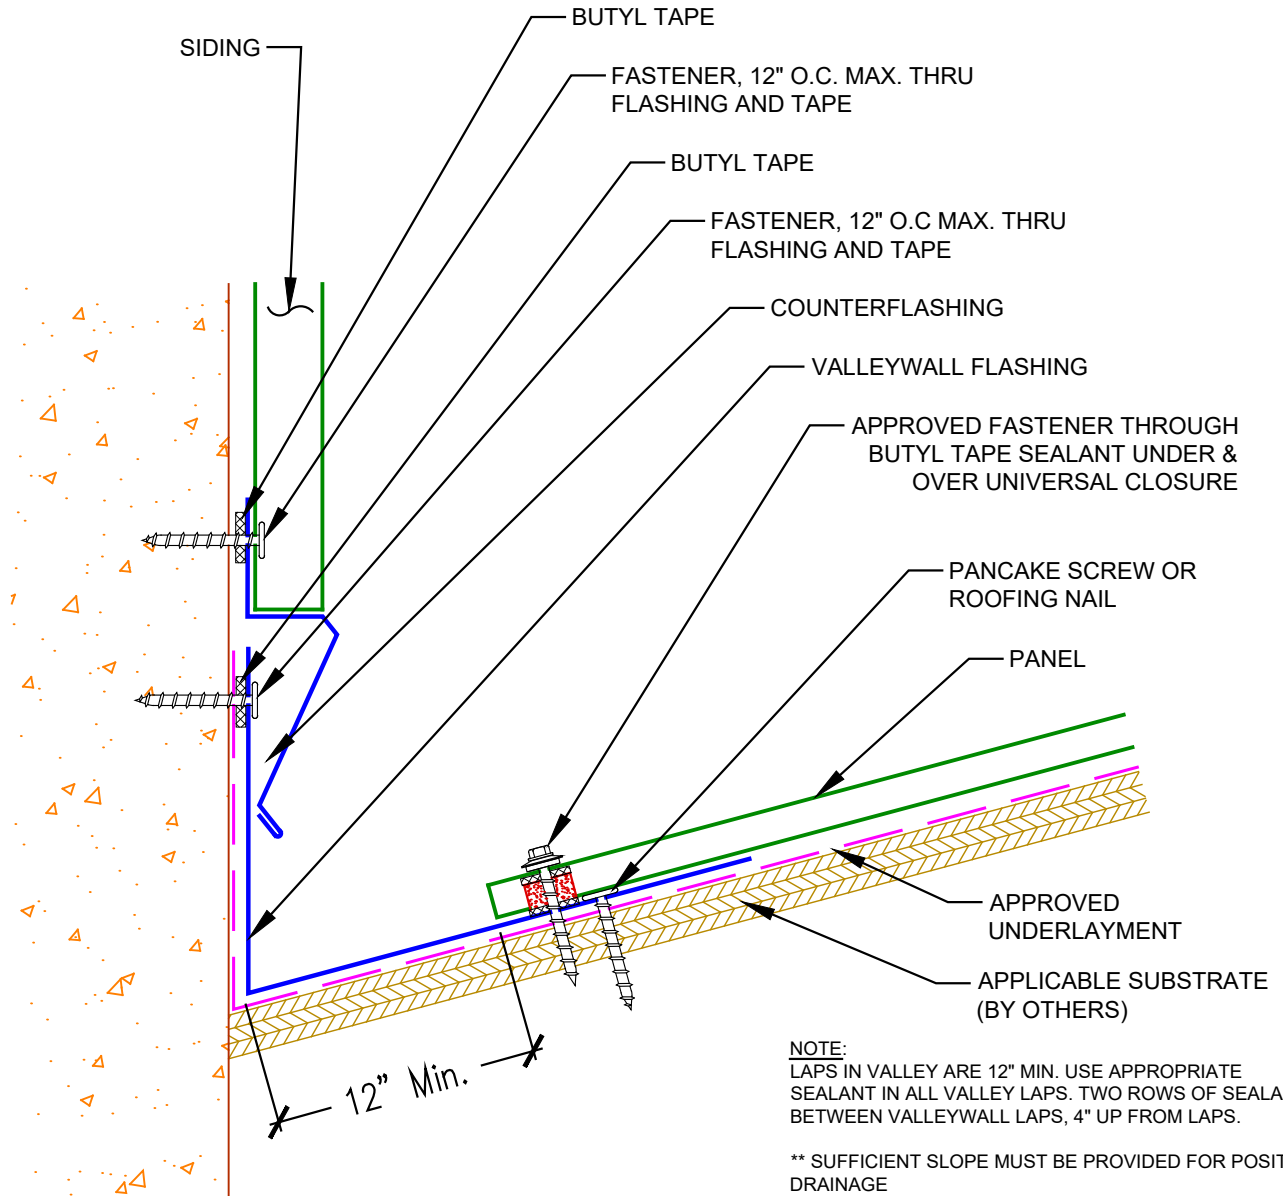 BUTYL TAPE
SIDING
FASTENER, 12" O.C. MAX. THRU
FLASHING AND TAPE
BUTYL TAPE
FASTENER, 12" O.C MAX. THRU
FLASHING AND TAPE
COUNTERFLASHING
VALLEYWALL FLASHING
APPROVED FASTENER THROUGH
BUTYL TAPE SEALANT UNDER &
OVER UNIVERSAL CLOSURE
PANCAKE SCREW OR
ROOFING NAIL
PANEL
APPROVED
UNDERLAYMENT
APPLICABLE SUBSTRATE
(BY OTHERS)
12" Min.
NOTE:
LAPS IN VALLEY ARE 12" MIN. USE APPROPRIATE
SEALANT IN ALL VALLEY LAPS. TWO ROWS OF
BETWEEN VALLEYWALL LAPS, 4" UP FROM LAPS.
** SUFFICIENT SLOPE MUST BE PROVIDED FOR
DRAINAGE